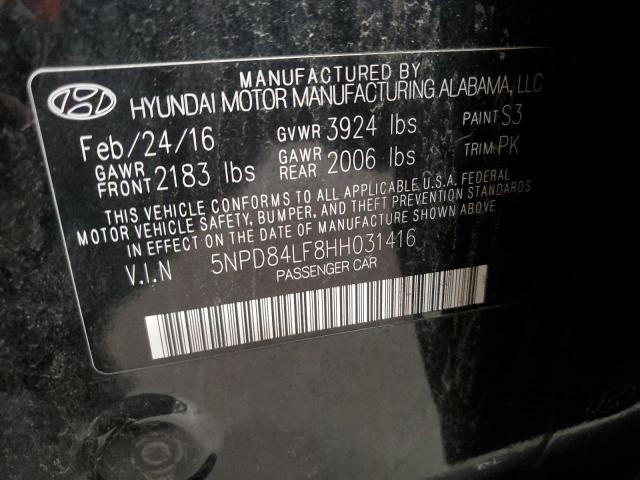 MANUFACTURED BY
HYUNDAI MOTOR MANUFACTURING ALABAMA, LLC
Feb/24/16 GVWR 3924 lbs PAINT S3
GAWR FRONT 2183 lbs GAWR REAR 2006 lbs TRIM PK
THIS VEHICLE CONFORMS TO ALL APPLICABLE U.S.A. FEDERAL
MOTOR VEHICLE SAFETY, BUMPER, AND THEFT PREVENTION STANDARDS
IN EFFECT ON THE DATE OF MANUFACTURE SHOWN ABOVE
V.I.N 5NPD84LF8HH031416
PASSENGER CAR